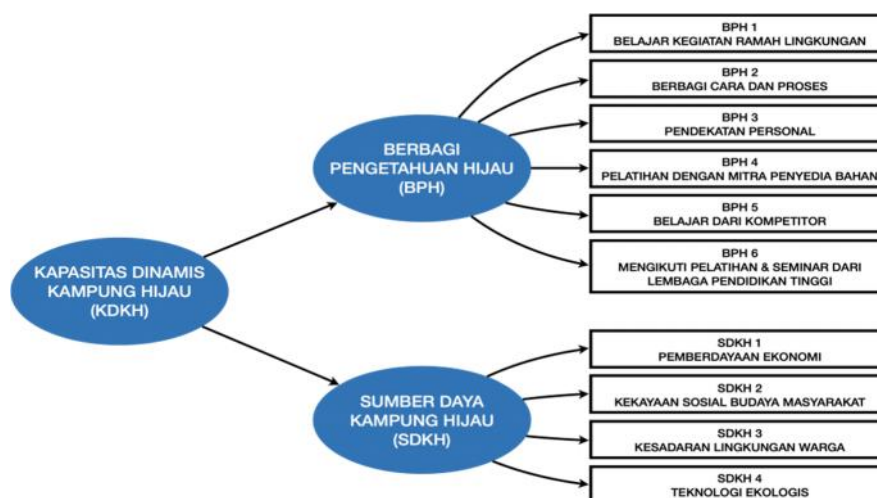 KAPASITAS DINAMIS
KAMPUNG HIJAU
(KDKH)
BERBAGI
PENGETAHUAN HIJAU
(BPH)
BPH 1
BELAJAR KEGIATAN RAMAH LINGKUNGAN
BPH 2
BERBAGI CARA DAN PROSES
BPH 3
PENDEKATAN PERSONAL
BPH 4
PELATIHAN DENGAN MITRA PENYEDIA BAHAN
BPH 5
BELAJAR DARI KOMPETITOR
BPH 6
MENGIKUTI PELATIHAN & SEMINAR DARI
LEMBAGA PENDIDIKAN TINGGI
SUMBER DAYA
KAMPUNG HIJAU
(SDKH)
SDKH 1
PEMBERDAYAAN EKONOMI
SDKH 2
KEKAYAAN SOSIAL BUDAYA MASYARAKAT
SDKH 3
KESADARAN LINGKUNGAN WARGA
SDKH 4
TEKNOLOGI EKOLOGIS